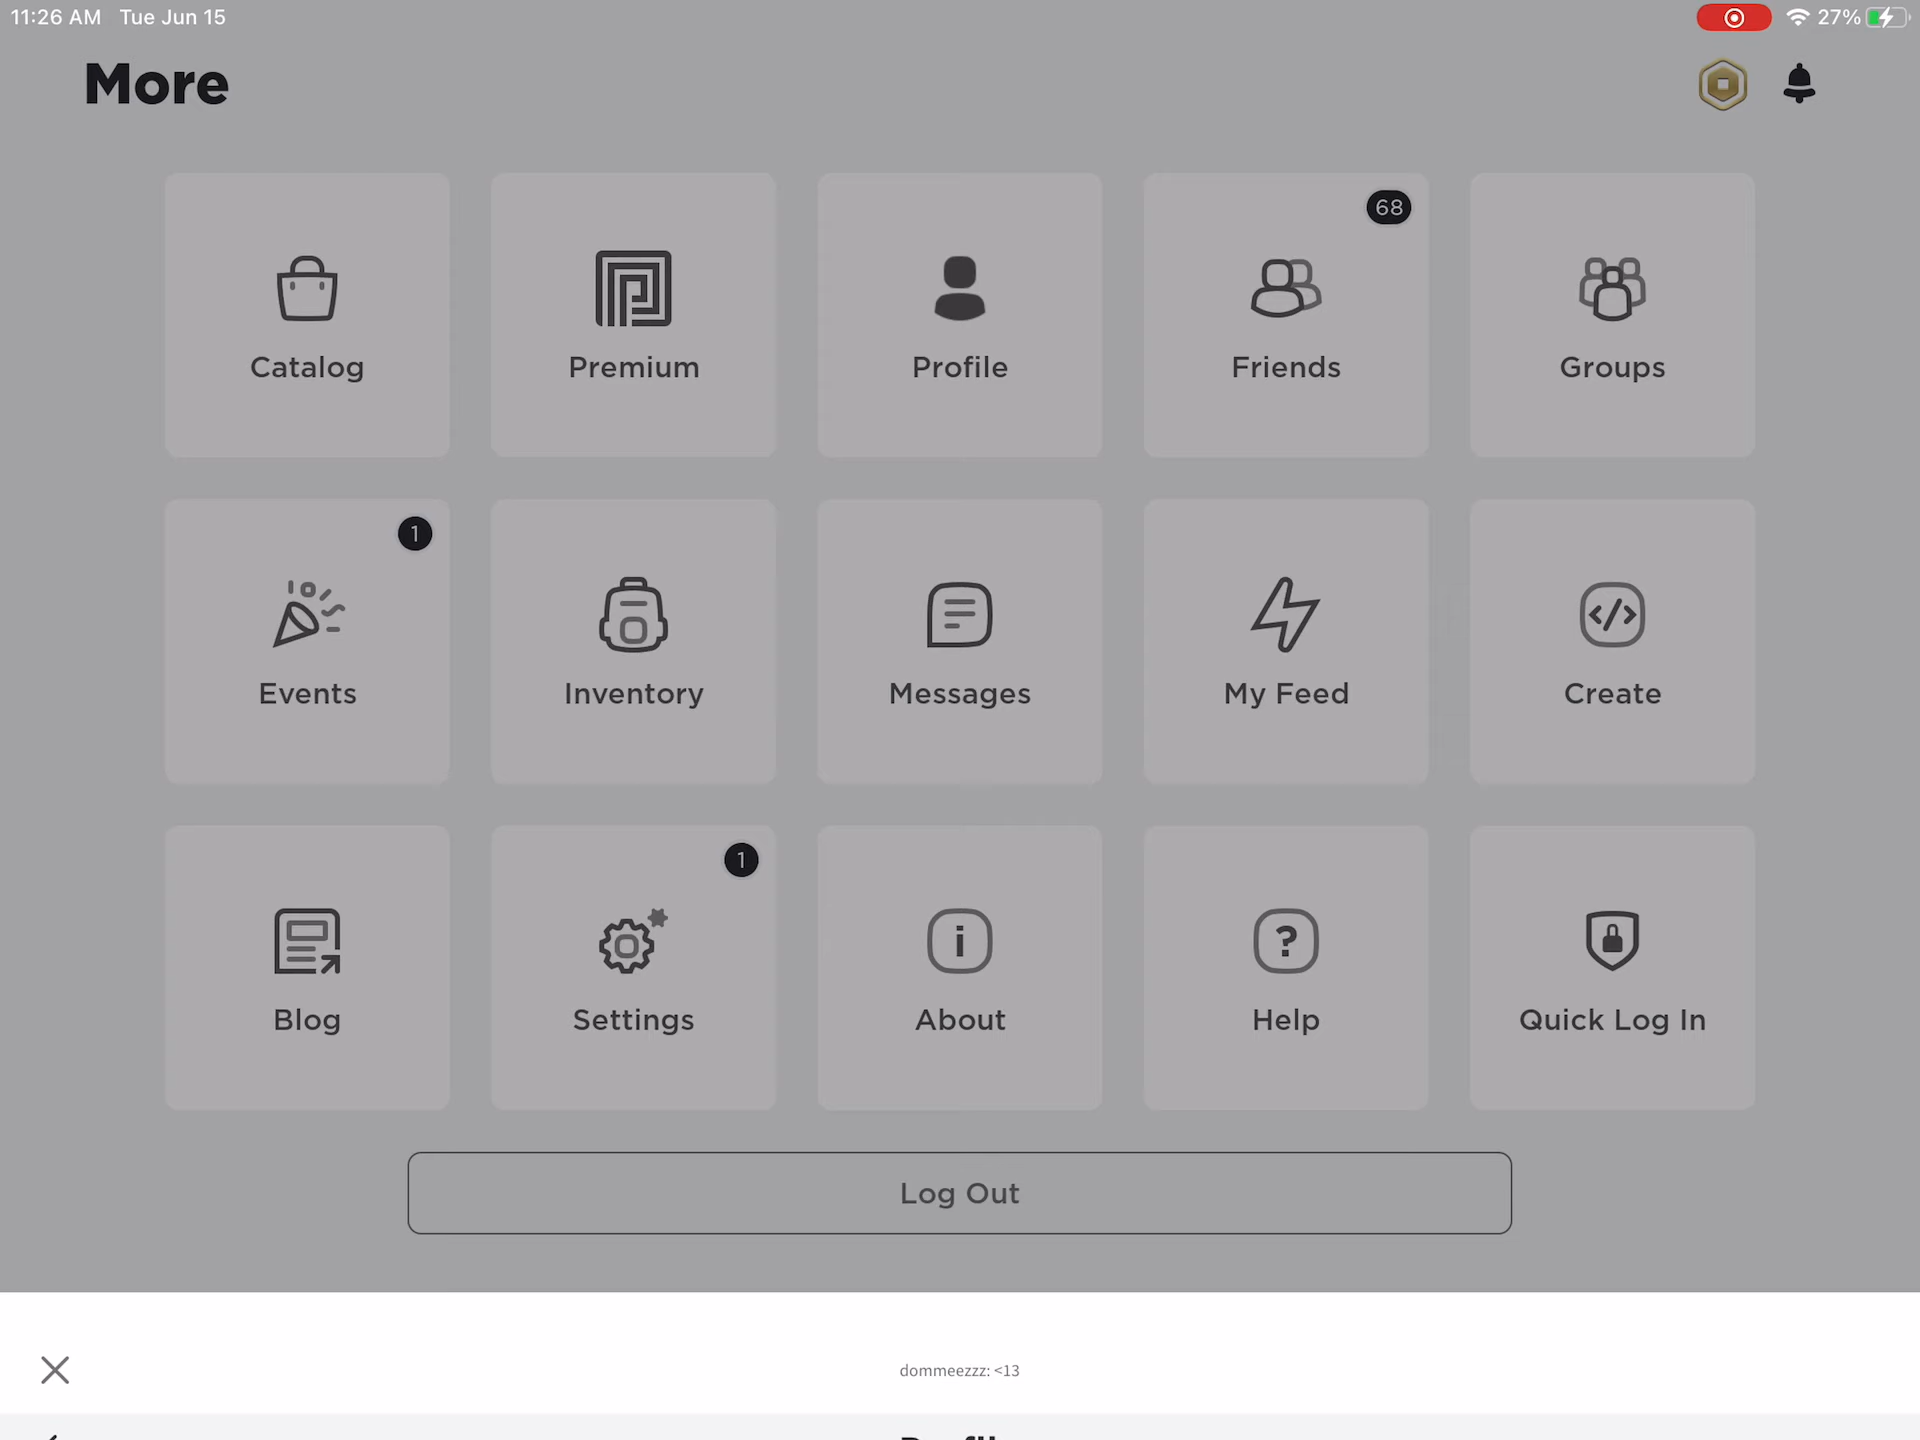 11:26 AM Tue Jun 15
27%
More
68
Catalog
Premium
Profile
Friends
Groups
1
Events
Inventory
Messages
My Feed
Create
1
Blog
Settings
About
Help
Quick Log In
Log Out
dommeezzz: <13